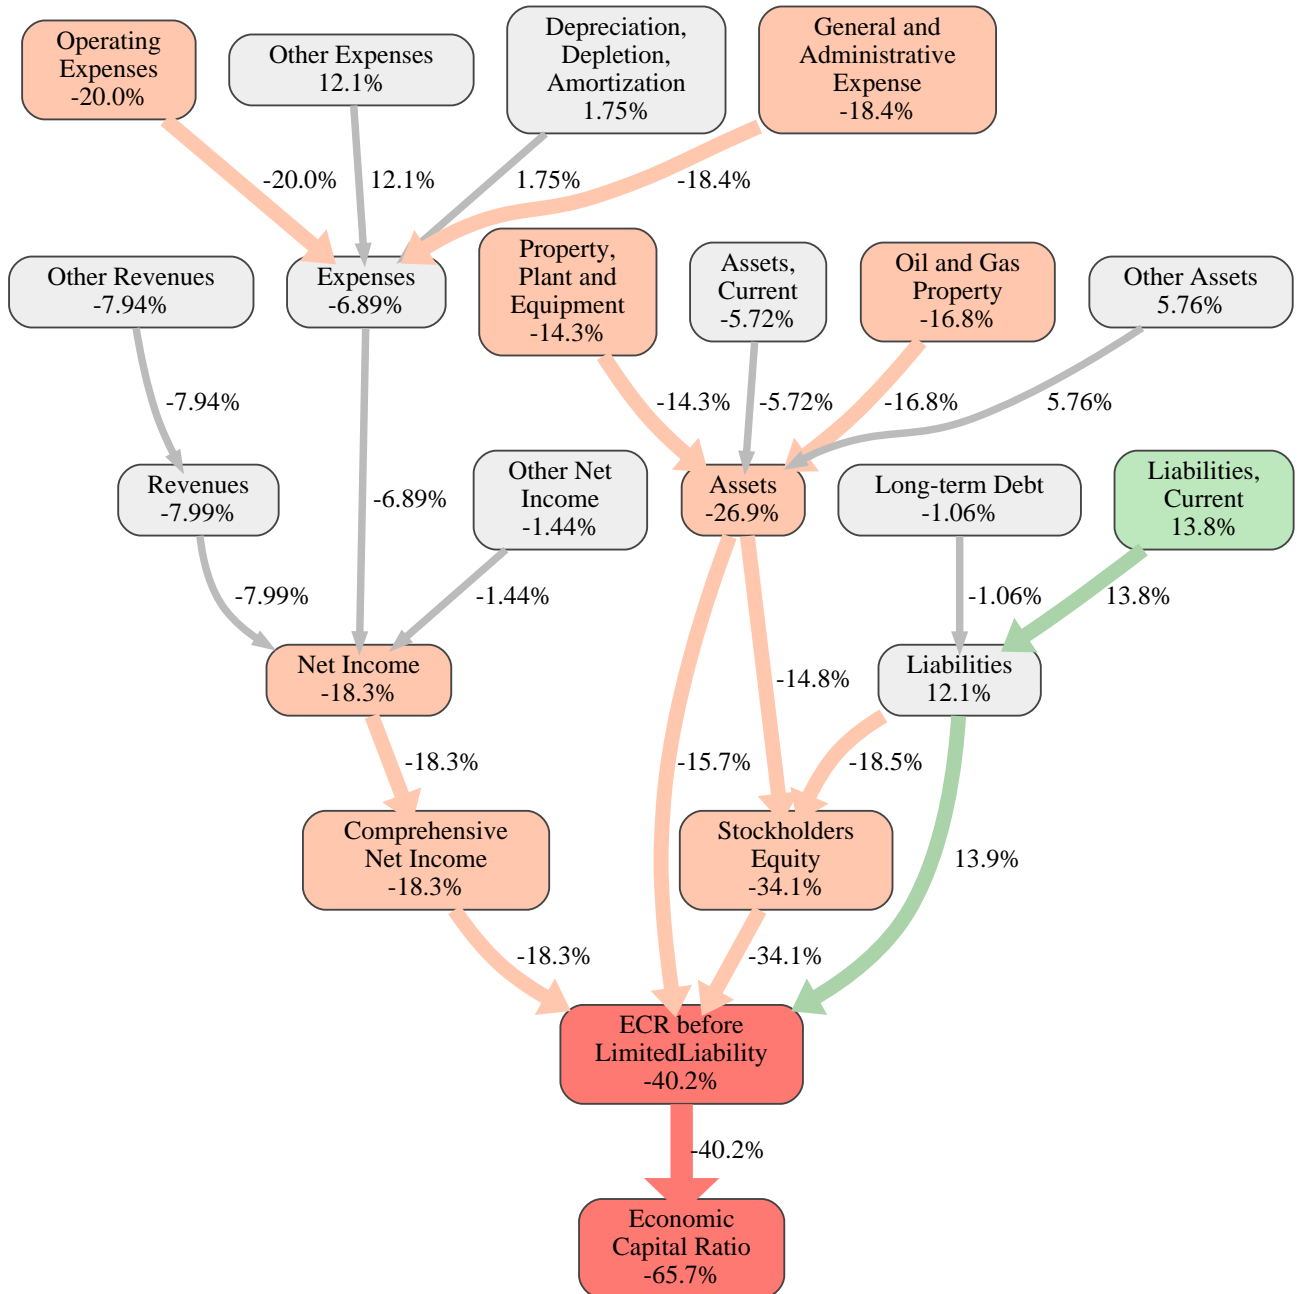 Operating
Expenses
-20.0%
Other Expenses
12.1%
Depreciation,
Depletion,
Amortization
1.75%
General and
Administrative
Expense
-18.4%
-20.0%
12.1%
1.75%
-18.4%
Other Revenues
-7.94%
Expenses
-6.89%
Property,
Plant and
Equipment
-14.3%
Assets,
Current
-5.72%
Oil and Gas
Property
-16.8%
Other Assets
5.76%
-7.94%
-14.3%
-5.72%
-16.8%
5.76%
Revenues
-7.99%
-6.89%
Other Net
Income
-1.44%
Assets
-26.9%
Long-term Debt
-1.06%
Liabilities,
Current
13.8%
-7.99%
-1.44%
-1.06%
13.8%
Net Income
-18.3%
-14.8%
Liabilities
12.1%
-18.3%
-15.7%
-18.5%
Comprehensive
Net Income
-18.3%
Stockholders
Equity
-34.1%
13.9%
-18.3%
-34.1%
ECR before
LimitedLiability
-40.2%
-40.2%
Economic
Capital Ratio
-65.7%